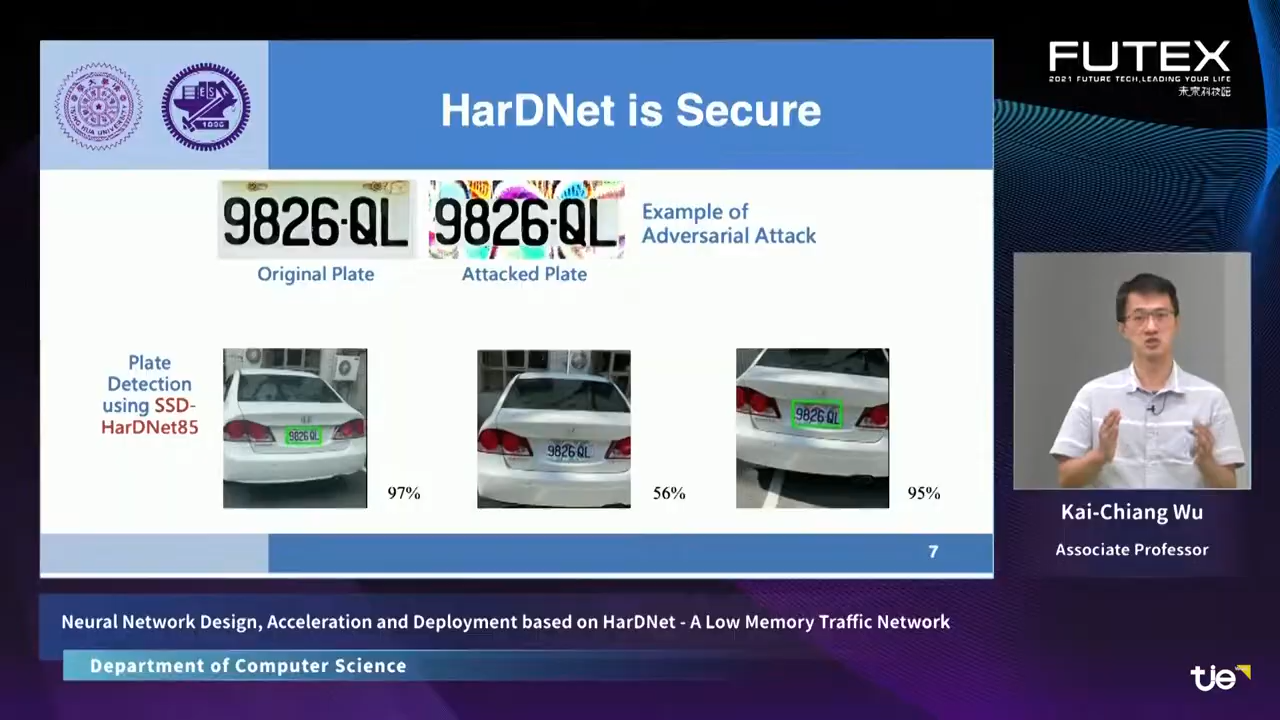 FUTEX
2021 FUTURE TECH,LEADING YOUR LIFE
未來科技館
HarDNet is Secure
1896
9826-QL
9826-QL
Example of
Adversarial Attack
Original Plate
Attacked Plate
Plate
Detection
using SSD-
HarDNet85
9826 QL
97%
9826 QL
56%
9826 QL
95%
7
Kai-Chiang Wu
Associate Professor
Neural Network Design, Acceleration and Deployment based on HarDNet - A Low Memory Traffic Network
Department of Computer Science
tie